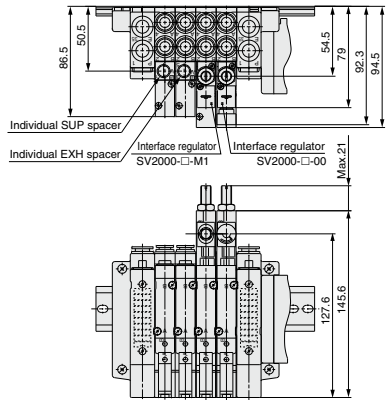 86.5
50.5
54.5
79
92.3
94.5
Individual SUP spacer
Individual EXH spacer
Interface regulator
SV2000-□-M1
Interface regulator
SV2000-□-00
Max.21
127.6
145.6